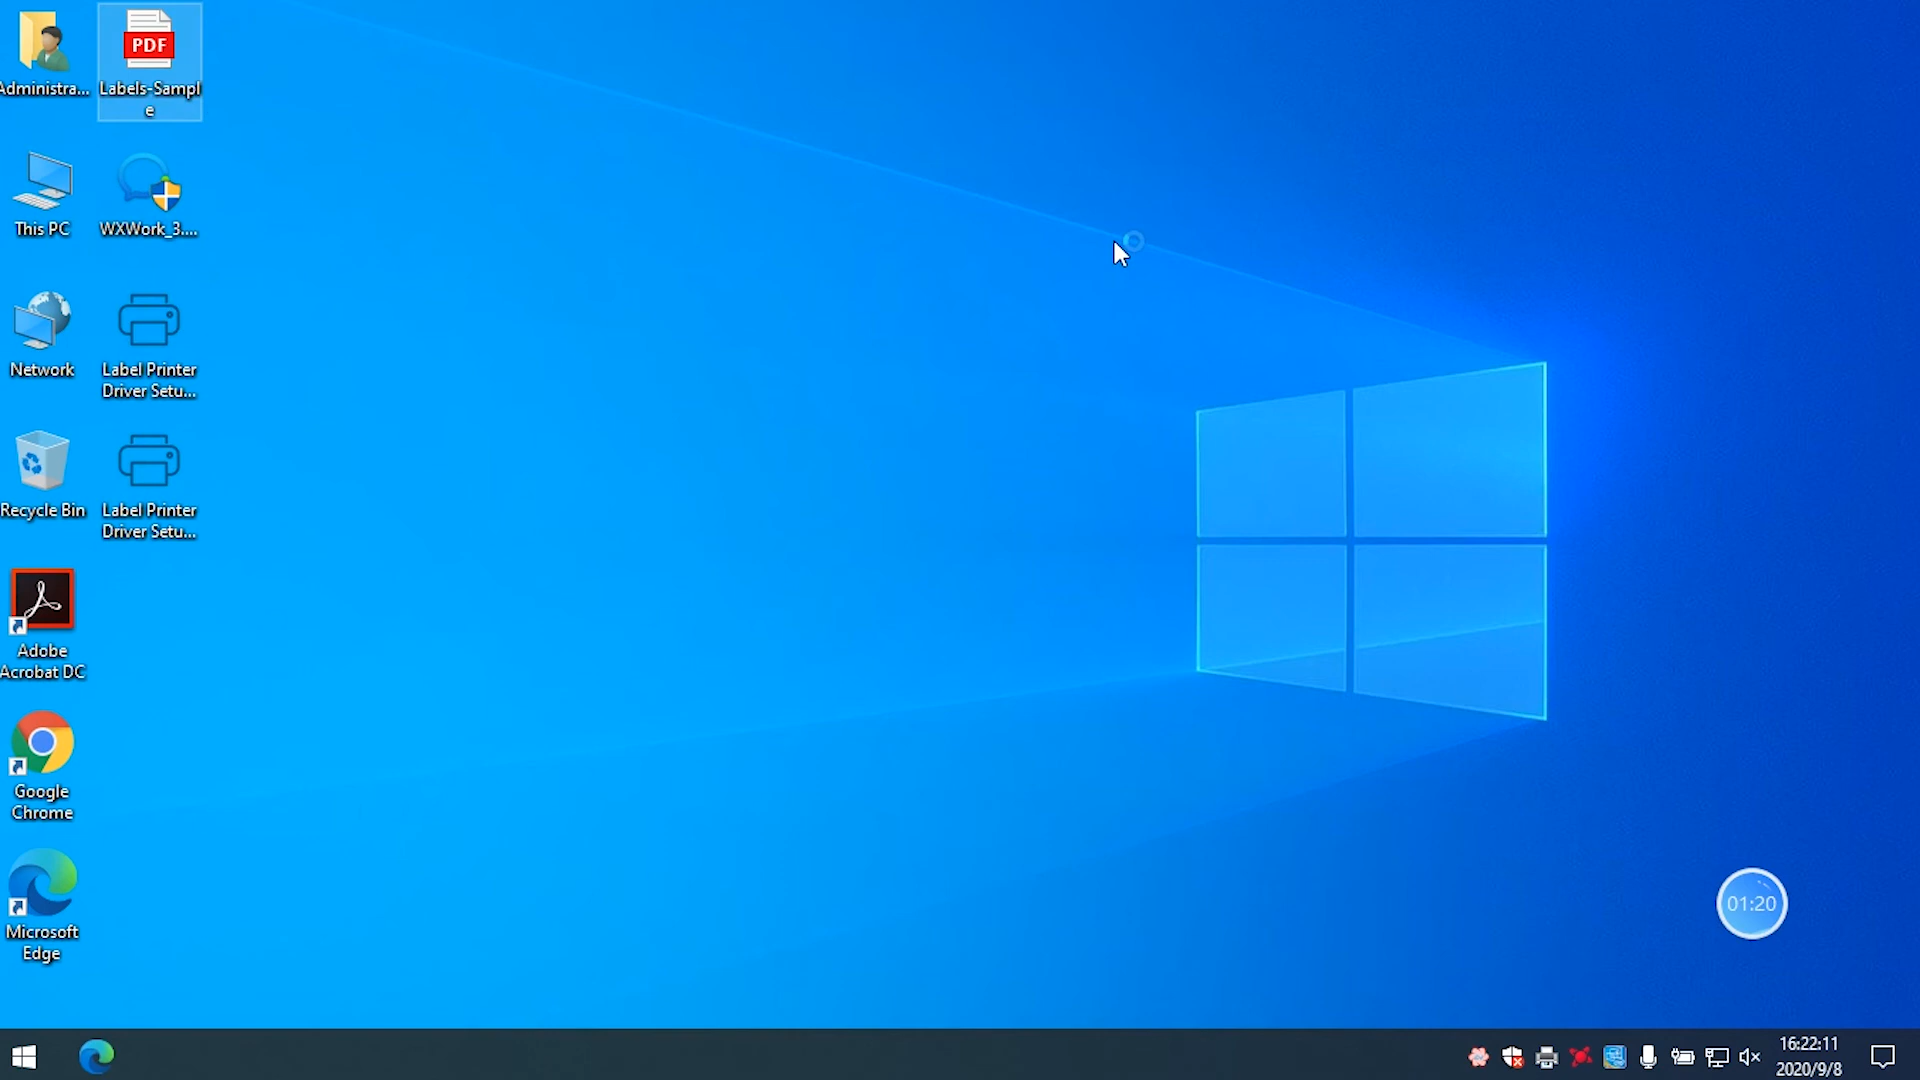 Administra...
PDF
Labels-Sampl
e
This PC
WXWork_3....
Network
Label Printer
Driver Setu...
Recycle Bin
Label Printer
Driver Setu...
Adobe
Acrobat DC
Google
Chrome
Microsoft
Edge
01:20
16:22:11
2020/9/8